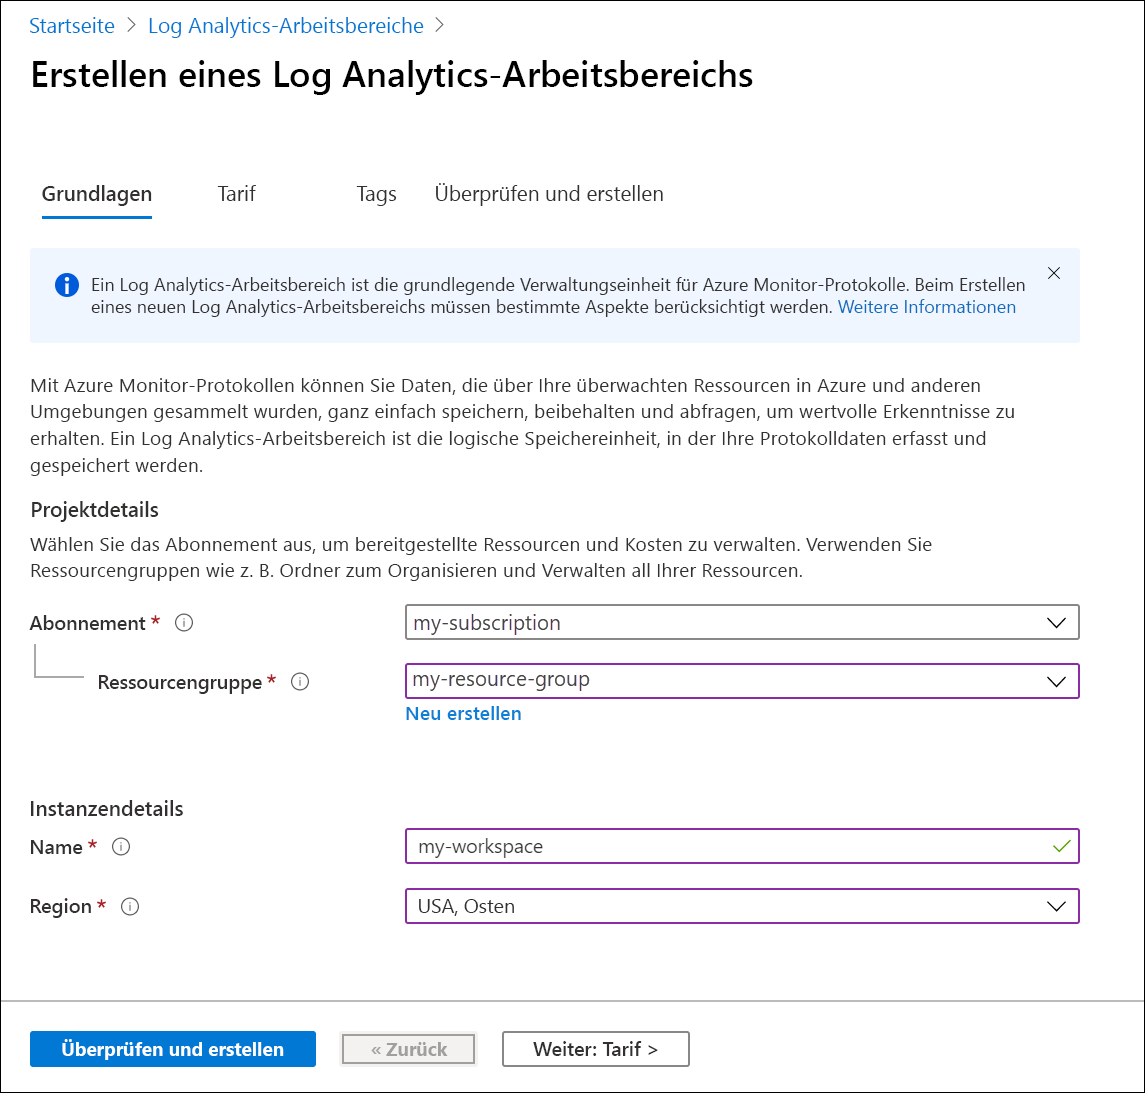 Startseite > Log Analytics-Arbeitsbereiche >
Erstellen eines Log Analytics-Arbeitsbereichs
Grundlagen Tarif Tags Überprüfen und erstellen
Ein Log Analytics-Arbeitsbereich ist die grundlegende Verwaltungseinheit für Azure Monitor-Protokolle. Beim Erstellen
eines neuen Log Analytics-Arbeitsbereichs müssen bestimmte Aspekte berücksichtigt werden. Weitere Informationen
Mit Azure Monitor-Protokollen können Sie Daten, die über Ihre überwachten Ressourcen in Azure und anderen
Umgebungen gesammelt wurden, ganz einfach speichern, beibehalten und abfragen, um wertvolle Erkenntnisse zu
erhalten. Ein Log Analytics-Arbeitsbereich ist die logische Speichereinheit, in der Ihre Protokolldaten erfasst und
gespeichert werden.
Projektdetails
Wählen Sie das Abonnement aus, um bereitgestellte Ressourcen und Kosten zu verwalten. Verwenden Sie
Ressourcengruppen wie z. B. Ordner zum Organisieren und Verwalten all Ihrer Ressourcen.
Abonnement * my-subscription
Ressourcengruppe * my-resource-group
Neu erstellen
Instanzendetails
Name * my-workspace
Region * USA, Osten
Überprüfen und erstellen « Zurück Weiter: Tarif >